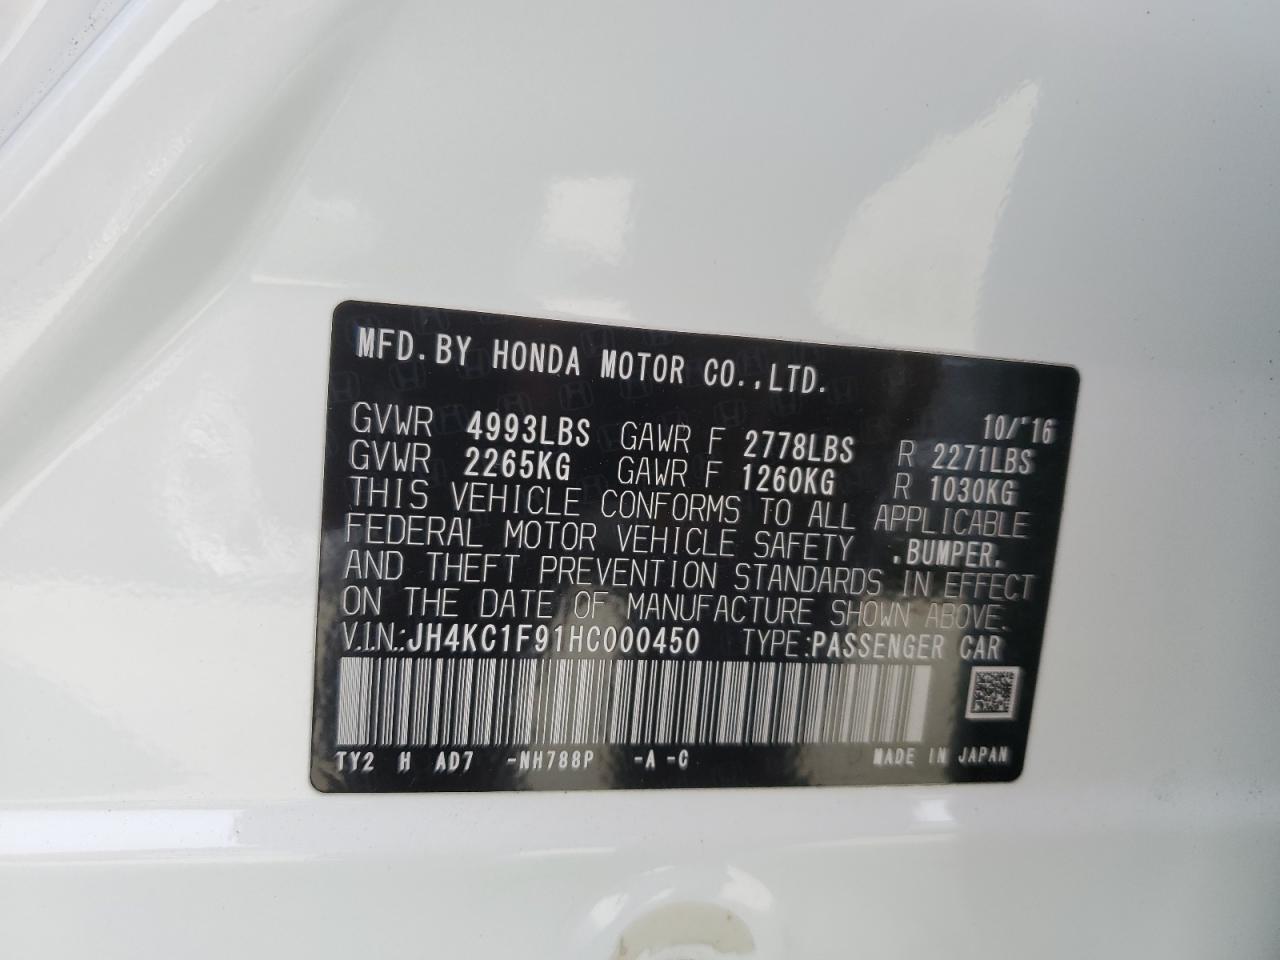 MFD. BY HONDA MOTOR CO., LTD.
10/'16
GVWR 4993LBS GAWR F 2778LBS R 2271LBS
GVWR 2265KG GAWR F 1260KG R 1030KG
THIS VEHICLE CONFORMS TO ALL APPLICABLE
FEDERAL MOTOR VEHICLE SAFETY , BUMPER,
AND THEFT PREVENTION STANDARDS IN EFFECT
ON THE DATE OF MANUFACTURE SHOWN ABOVE.
V.I.N.:JH4KC1F91HC000450 TYPE:PASSENGER CAR
TY2 H AD7 -NH788P -A -C MADE IN JAPAN